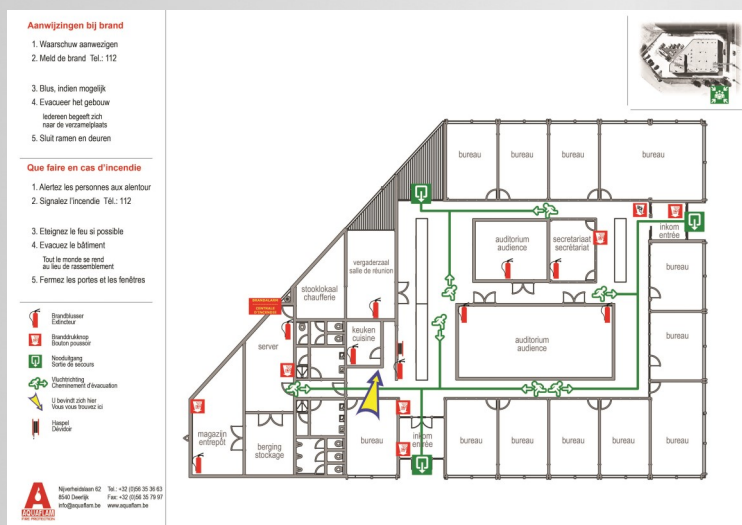 Aanwijzingen bij brand
1. Waarschuw aanwezigen
2. Meld de brand Tel.: 112
3. Blus, indien mogelijk
4. Evacueer het gebouw
Iedereen begeeft zich
naar de verzamelplaats
5. Sluit ramen en deuren
Que faire en cas d'incendie
1. Alertez les personnes aux alentour
2. Signalez l'incendie Tél.: 112
3. Eteignez le feu si possible
4. Evacuez le bâtiment
Tout le monde se rend
au lieu de rassemblement
5. Fermez les portes et les fenêtres
Brandblusser
Extincteur
Branddrukknop
Bouton poussoir
Nooduitgang
Sortie de secours
Vluchtrichting
Cheminement d'évacuation
U bevindt zich hier
Vous vous trouvez ici
Haspel
Dévidoir
AQUAFLAM
FIRE PROTECTION
Nijverheidslaan 62 Tel.: +32 (0)56 35 36 63
8540 Deerlijk Fax: +32 (0)56 35 79 97
info@aquaflam.be www.aquaflam.be
bureau
bureau
bureau
bureau
inkom
entrée
auditorium
audience
secretariaat
secrétariat
vergaderzaal
salle de réunion
stooklokaal
chaufferie
BRANDALARM
CENTRALE
D'INCENDIE
server
keuken
cuisine
auditorium
audience
bureau
bureau
bureau
magazijn
entrepôt
berging
stockage
bureau
inkom
entrée
bureau
bureau
bureau
bureau
bureau